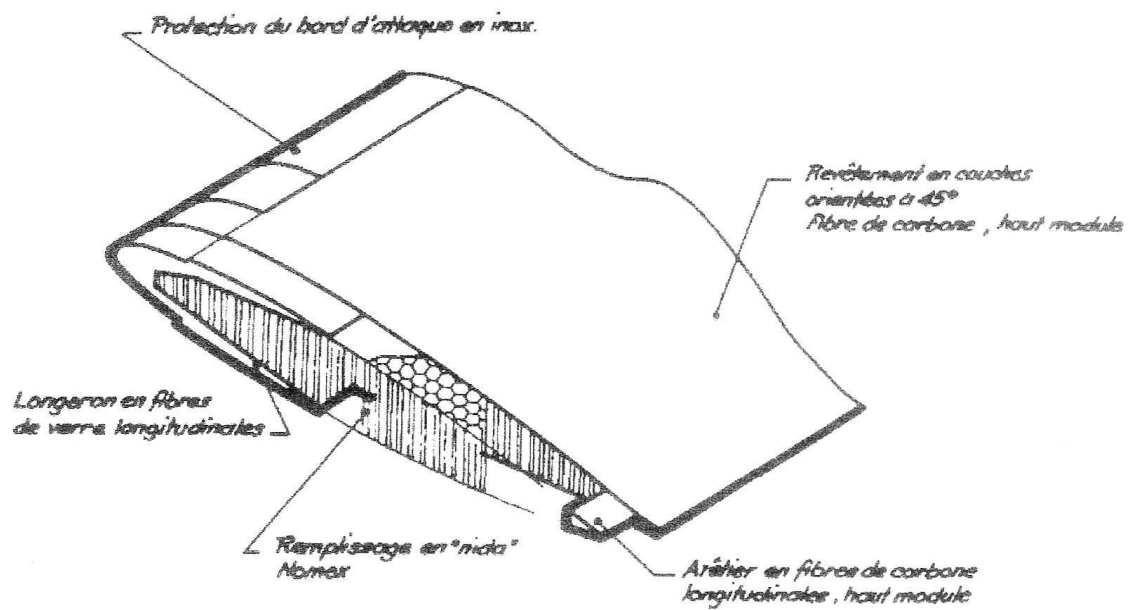 Protection du bord d'attaque en inox.
Revêtement en couches
orientées à 45°
Fibre de carbone, haut module
Longeron en fibres
de verre longitudinales
Remplissage en "nida"
Nomex
Arêtier en fibres de carbone
longitudinales, haut module